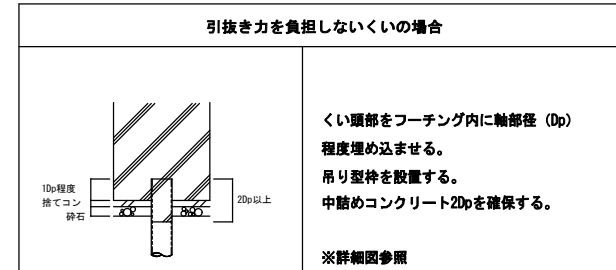 引抜き力を負担しないくいの場合
1Dp程度
捨てコン
砕石
2Dp以上
くい頭部をフーチング内に軸部径（Dp）
程度埋め込ませる。
吊り型枠を設置する。
中詰めコンクリート2Dpを確保する。
※詳細図参照